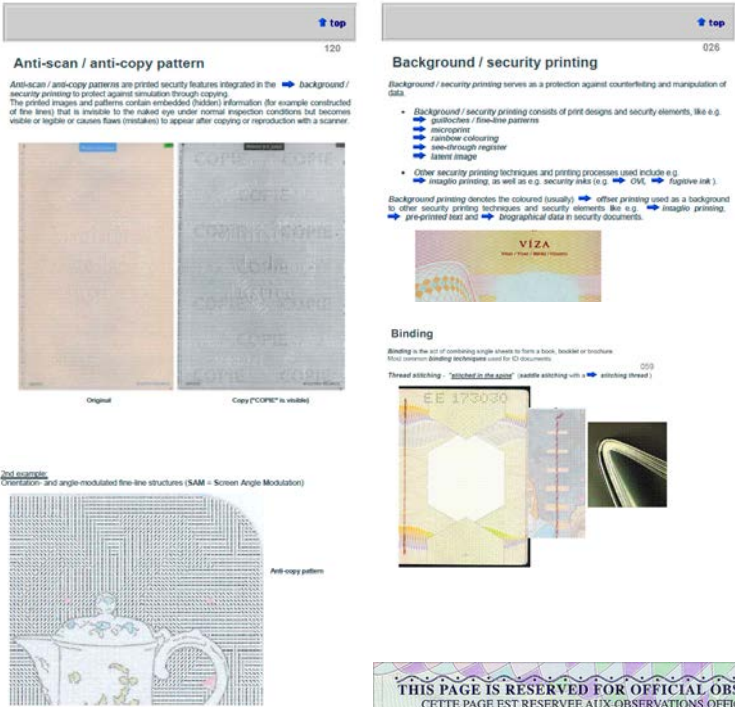 top
120
Anti-scan / anti-copy pattern
Anti-scan / anti-copy patterns are printed security features integrated in the background /
security printing to protect against simulation through copying.
The printed images and patterns contain embedded (hidden) information (for example constructed
of fine lines) that is invisible to the naked eye under normal inspection conditions but becomes
visible or legible or causes flaws (mistakes) to appear after copying or reproduction with a scanner.
COPIE COPIE
COPIE
COPIE COPIE
COPIE
COPIE COPIE
Original
Copy ("COPIE" is visible)
2nd example:
Orientation- and angle-modulated fine-line structures (SAM = Screen Angle Modulation)
Anti-copy pattern
top
026
Background / security printing
Background / security printing serves as a protection against counterfeiting and manipulation of
data.
• Background / security printing consists of print designs and security elements, like e.g.
guilloches / fine-line patterns
microprint
rainbow colouring
see-through register
latent image
• Other security printing techniques and printing processes used include e.g.
intaglio printing, as well as e.g. security inks (e.g. OVI, fugitive ink ).
Background printing denotes the coloured (usually) offset printing used as a background
to other security printing techniques and security elements like e.g. intaglio printing,
pre-printed text and biographical data in security documents.
VÍZA
Binding
Binding is the act of combining single sheets to form a book, booklet or brochure.
Most common binding techniques used for ID documents:
059
Thread stitching - "stitched in the spine" (saddle stitching with a stitching thread )
EE 173030
THIS PAGE IS RESERVED FOR OFFICIAL OBS
CETTE PAGE EST RESERVEE AUX OBSERVATIONS OFFIC